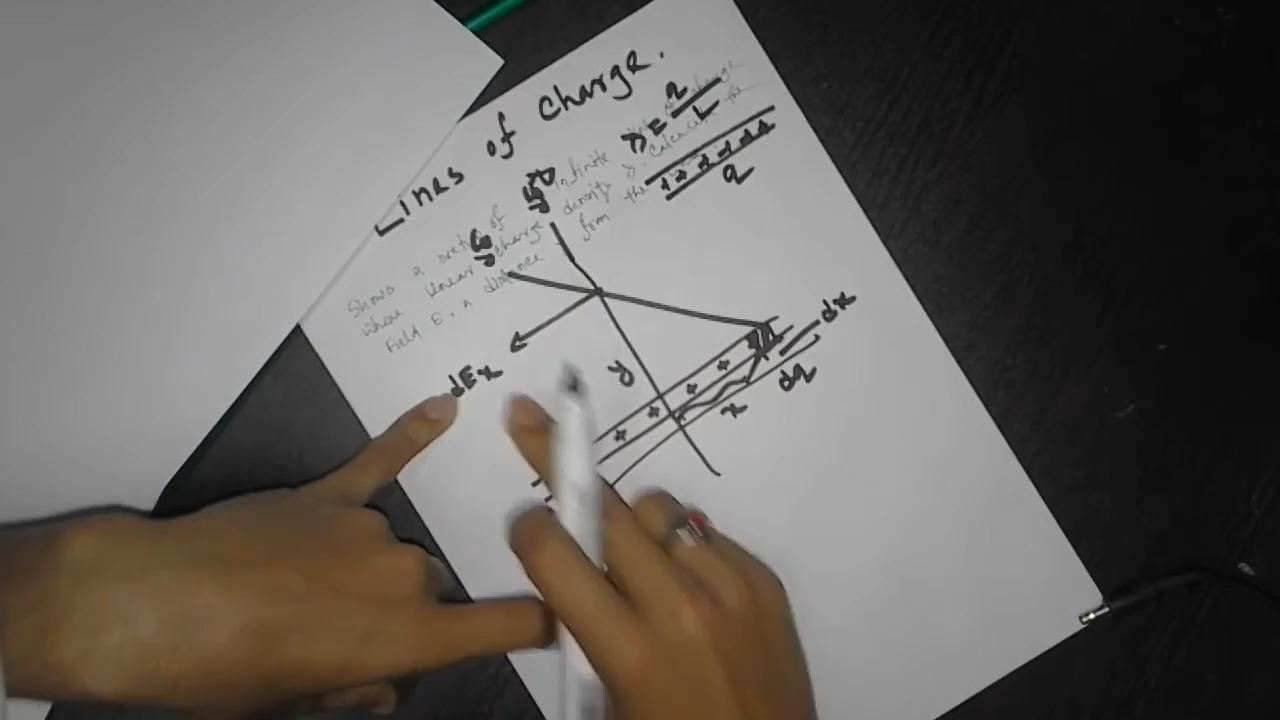 Lines of Charge.
Shows a section of infinite
whose linear charge density λ. Calculate the
field E, a distance y from the
λ = q
L
q
dEx
y
x
dq
dx